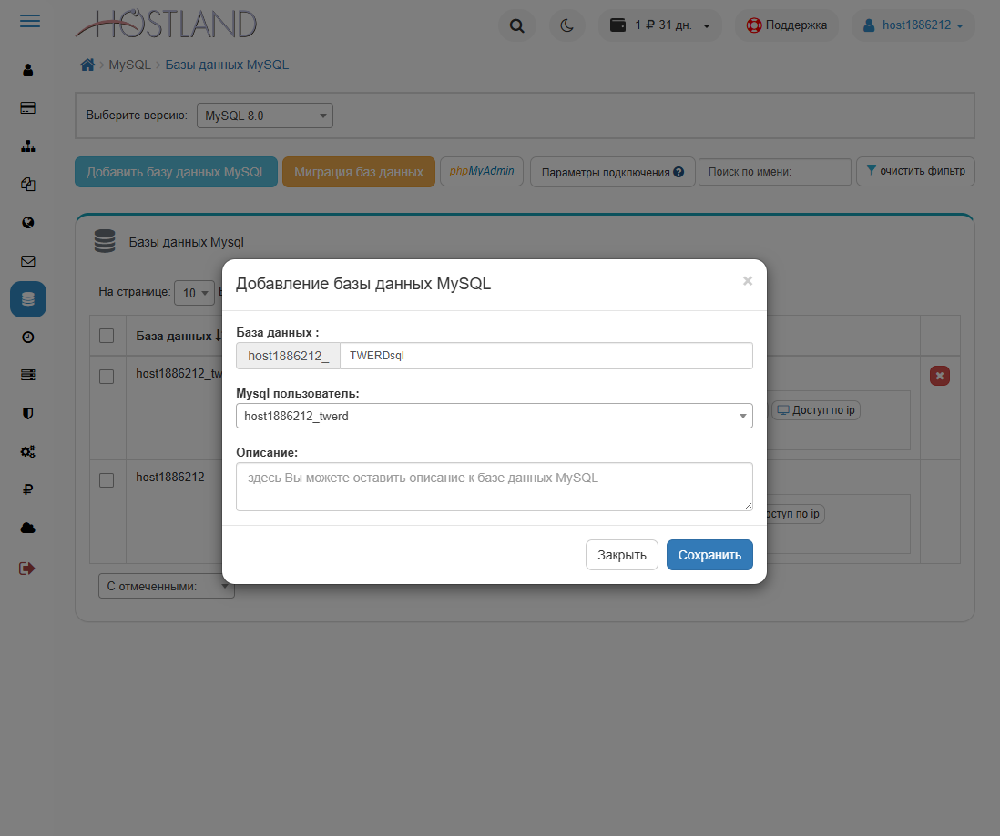 HOSTLAND
1 ₽ 31 дн.
Поддержка
host1886212
MySQL > Базы данных MySQL
Выберите версию: MySQL 8.0
Добавить базу данных MySQL
Миграция баз данных
phpMyAdmin
Параметры подключения ?
Поиск по имени:
очистить фильтр
Базы данных Mysql
На странице: 10
Добавление базы данных MySQL ×
База данных :
host1886212_ TWERDsql
Mysql пользователь:
host1886212_twerd
Описание:
здесь Вы можете оставить описание к базе данных MySQL
Закрыть
Сохранить
База данных
host1886212_tw
Доступ по ip
host1886212
оступ по ip
С отмеченными: